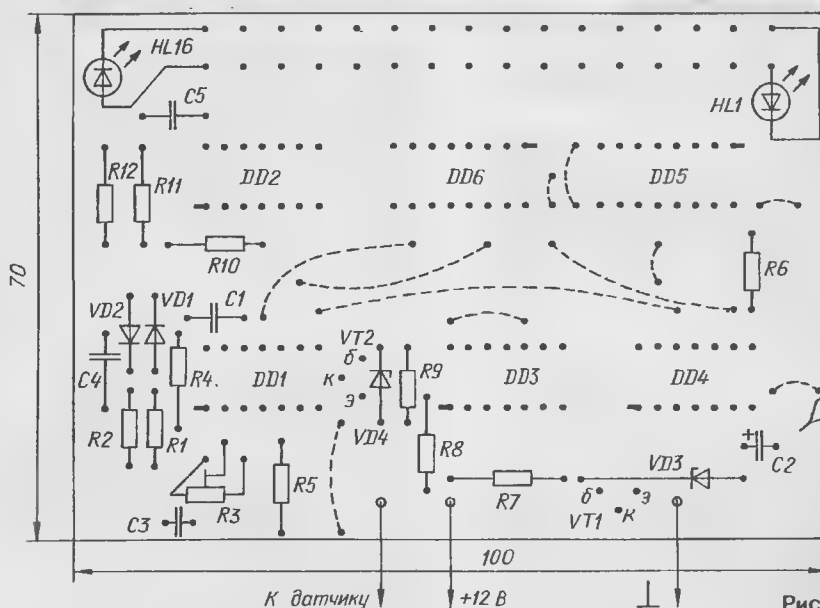 HL16
C5
HL1
R12 R11
DD2
DD6
DD5
R10
R6
70
VD2 VD1
C1
VT2
б
к
э
C4
R4
DD1
R9
DD3
DD4
R2 R1
VD4
R8
VD3
C2
R5
R7
б
э
к
VT1
C3
R3
100
К датчику
+12 В
Рис